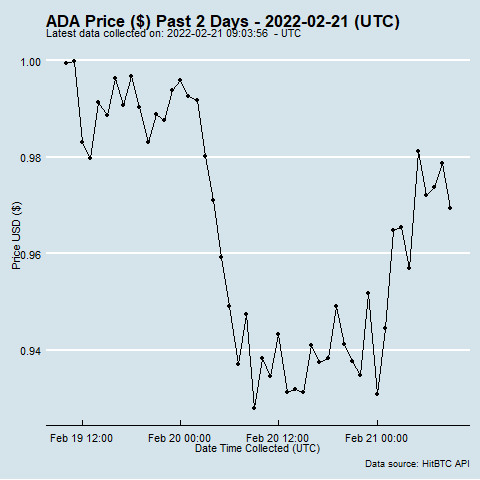 ADA Price ($) Past 2 Days - 2022-02-21 (UTC)
Latest data collected on: 2022-02-21 09:03:56 - UTC
1.00
0.98
0.96
0.94
Price USD ($)
Feb 19 12:00 Feb 20 00:00 Feb 20 12:00 Feb 21 00:00
Date Time Collected (UTC)
Data source: HitBTC API